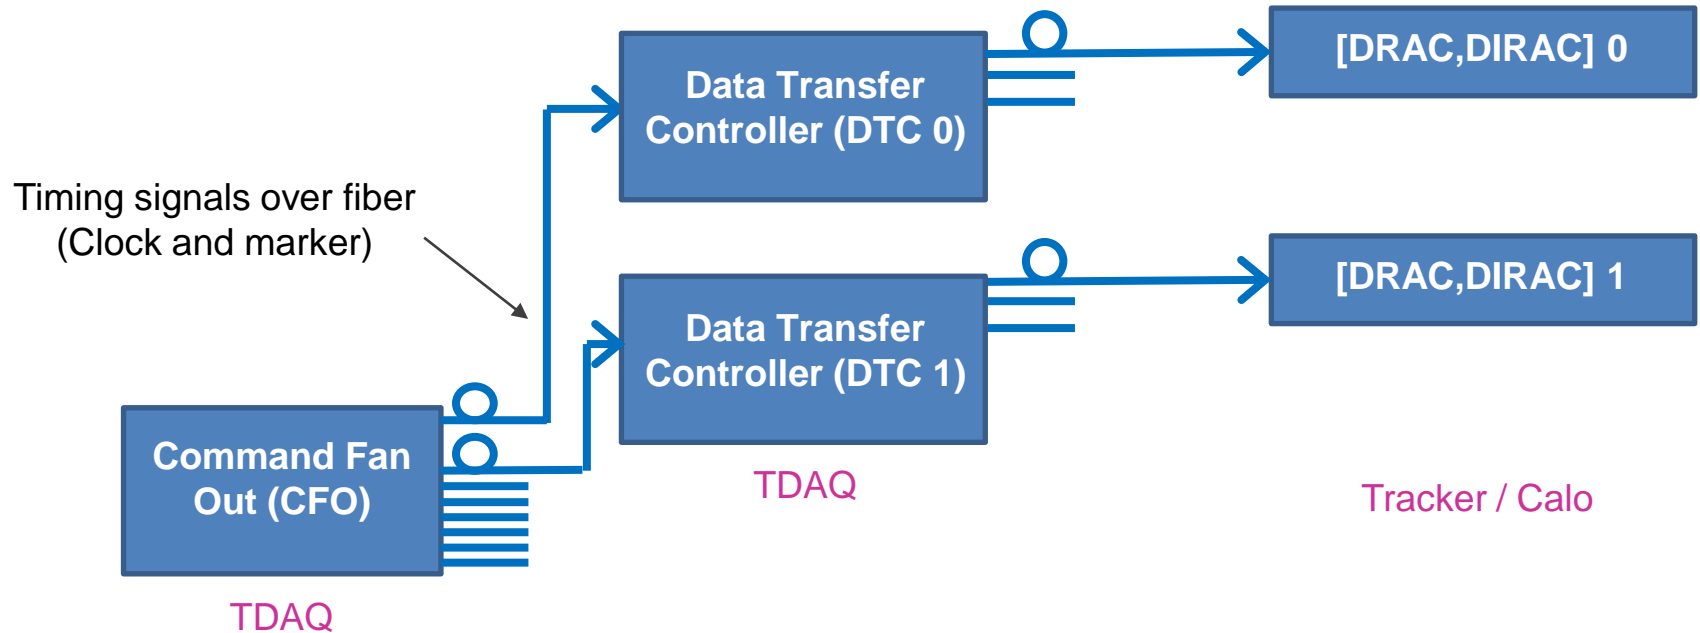 Data Transfer
Controller (DTC 0)
[DRAC,DIRAC] 0
Timing signals over fiber
(Clock and marker)
Data Transfer
Controller (DTC 1)
[DRAC,DIRAC] 1
Command Fan
Out (CFO)
TDAQ
Tracker / Calo
TDAQ